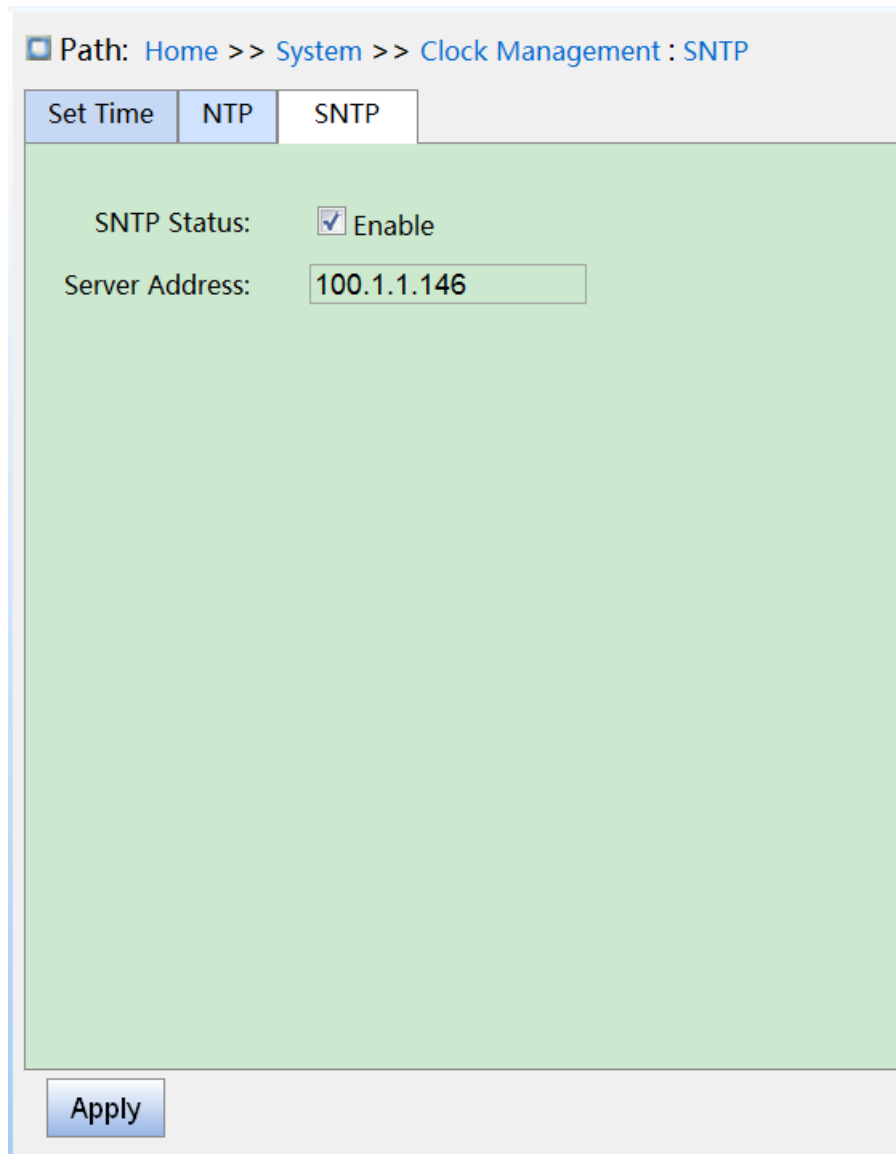 Path: Home >> System >> Clock Management : SNTP
Set Time NTP SNTP
SNTP Status: Enable
Server Address: 100.1.1.146
Apply